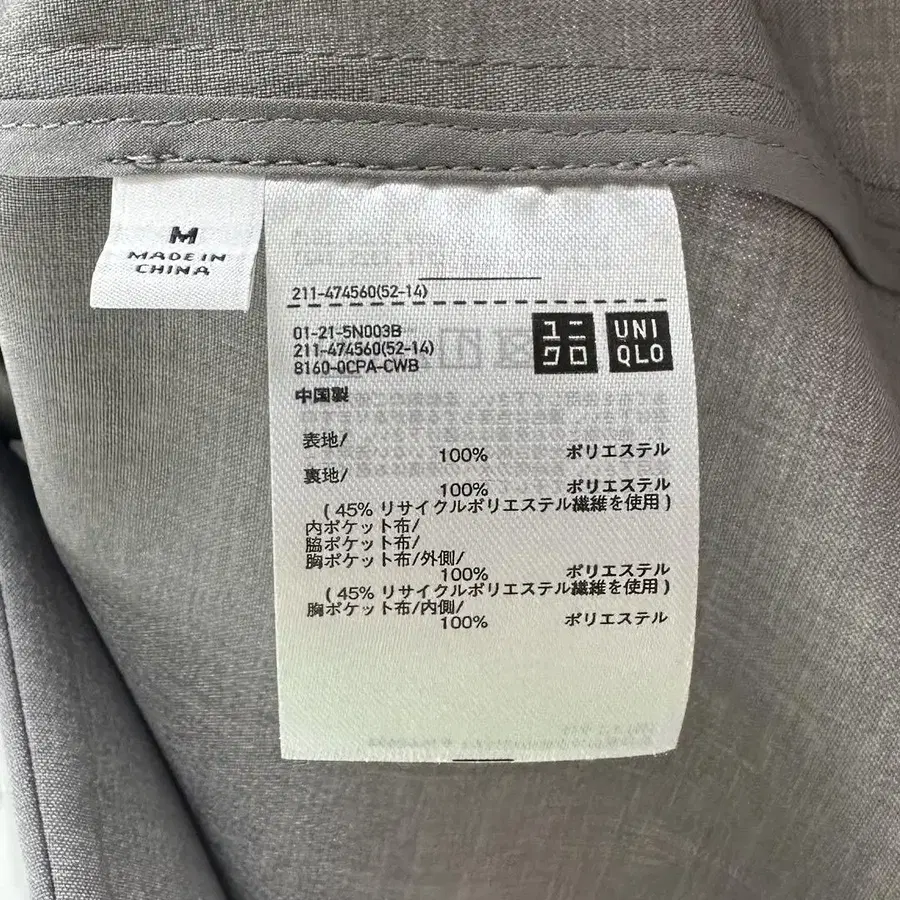 M
MADE IN
CHINA
211-474560(52-14)
01-21-5N003B
211-474560(52-14)
8160-0CPA-CWB
ユニ
クロ
UNI
QLO
中国製
表地/
100% ポリエステル
裏地/
100% ポリエステル
( 45% リサイクルポリエステル繊維を使用 )
内ポケット布/
脇ポケット布/
胸ポケット布/外側/
100% ポリエステル
( 45% リサイクルポリエステル繊維を使用 )
胸ポケット布/内側/
100% ポリエステル